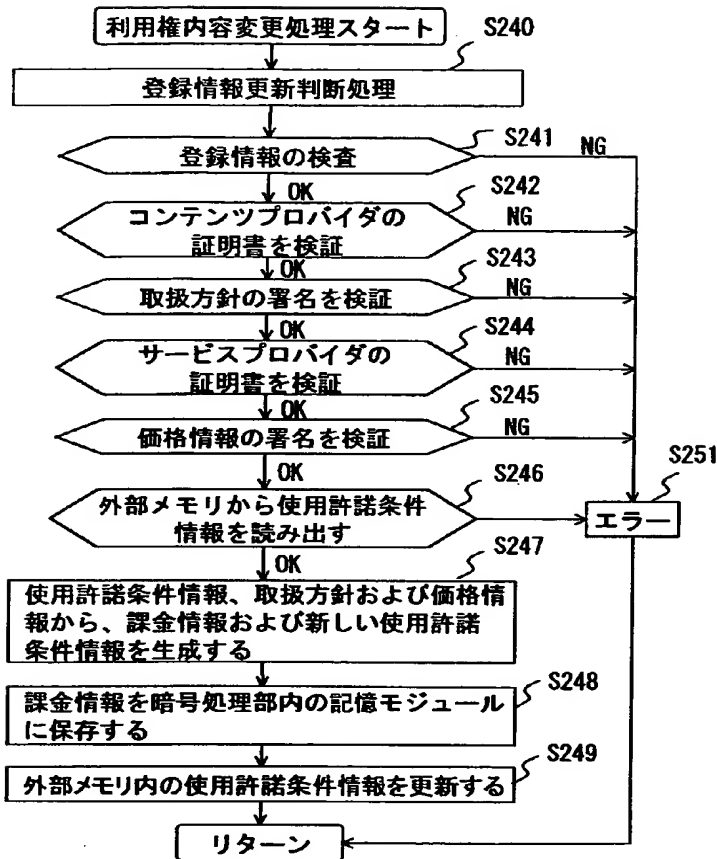 利用権内容変更処理スタート
S240
登録情報更新判断処理
S241
登録情報の検査
NG
OK
S242
コンテンツプロバイダの
証明書を検証
NG
OK
S243
取扱方針の署名を検証
NG
OK
S244
サービスプロバイダの
証明書を検証
NG
OK
S245
価格情報の署名を検証
NG
OK
S246
外部メモリから使用許諾条件
情報を読み出す
S251
エラー
OK
S247
使用許諾条件情報、取扱方針および価格情
報から、課金情報および新しい使用許諾
条件情報を生成する
S248
課金情報を暗号処理部内の記憶モジュール
に保存する
S249
外部メモリ内の使用許諾条件情報を更新する
リターン